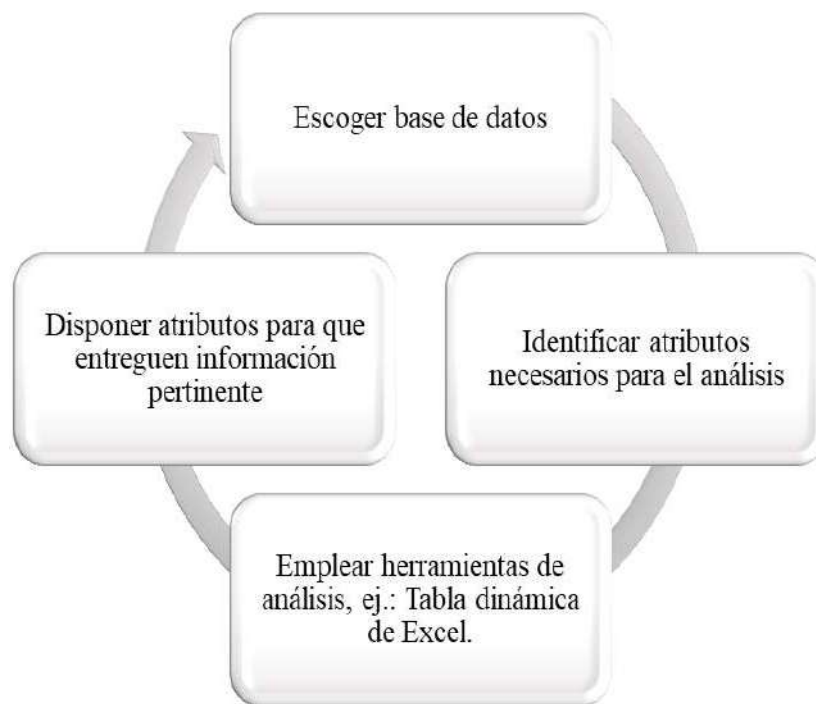 Escoger base de datos
Identificar atributos
necesarios para el análisis
Emplear herramientas de
análisis, ej.: Tabla dinámica
de Excel.
Disponer atributos para que
entreguen información
pertinente